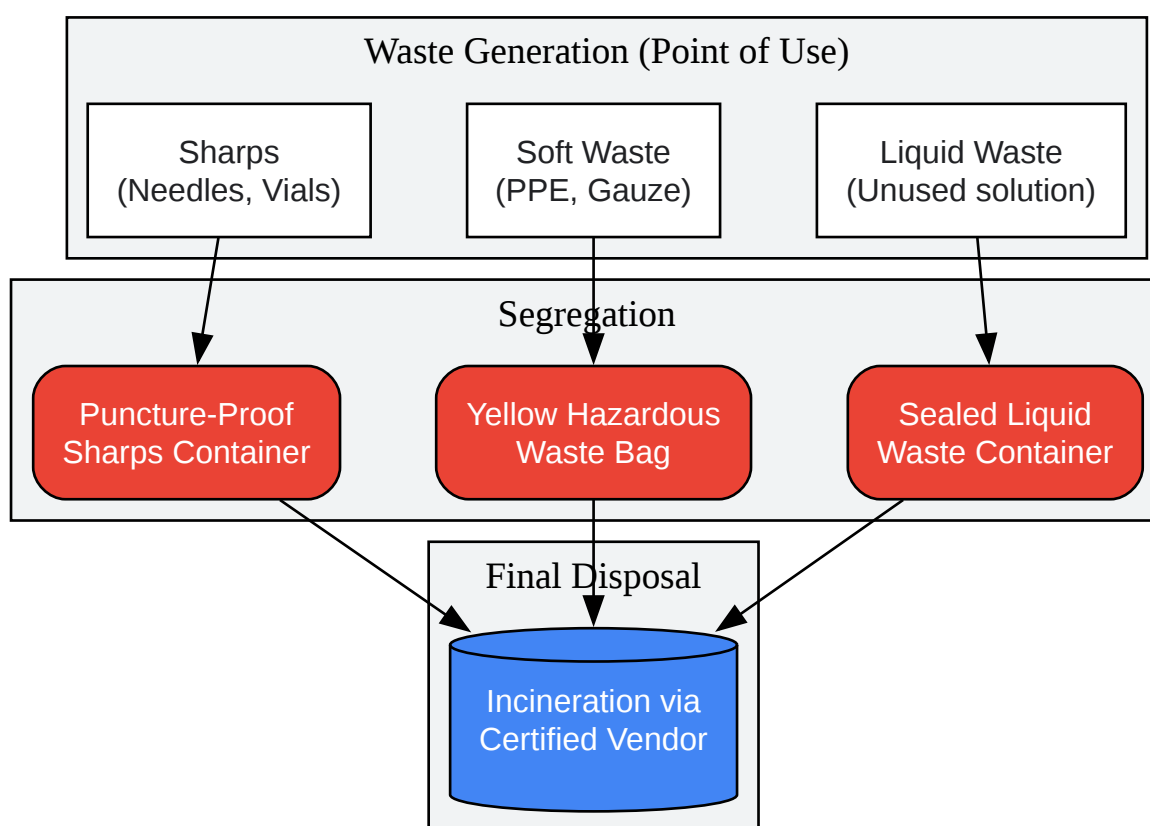 Waste Generation (Point of Use)
Sharps
(Needles, Vials)
Soft Waste
(PPE, Gauze)
Liquid Waste
(Unused solution)
Segregation
Puncture-Proof
Sharps Container
Yellow Hazardous
Waste Bag
Sealed Liquid
Waste Container
Final Disposal
Incineration via
Certified Vendor